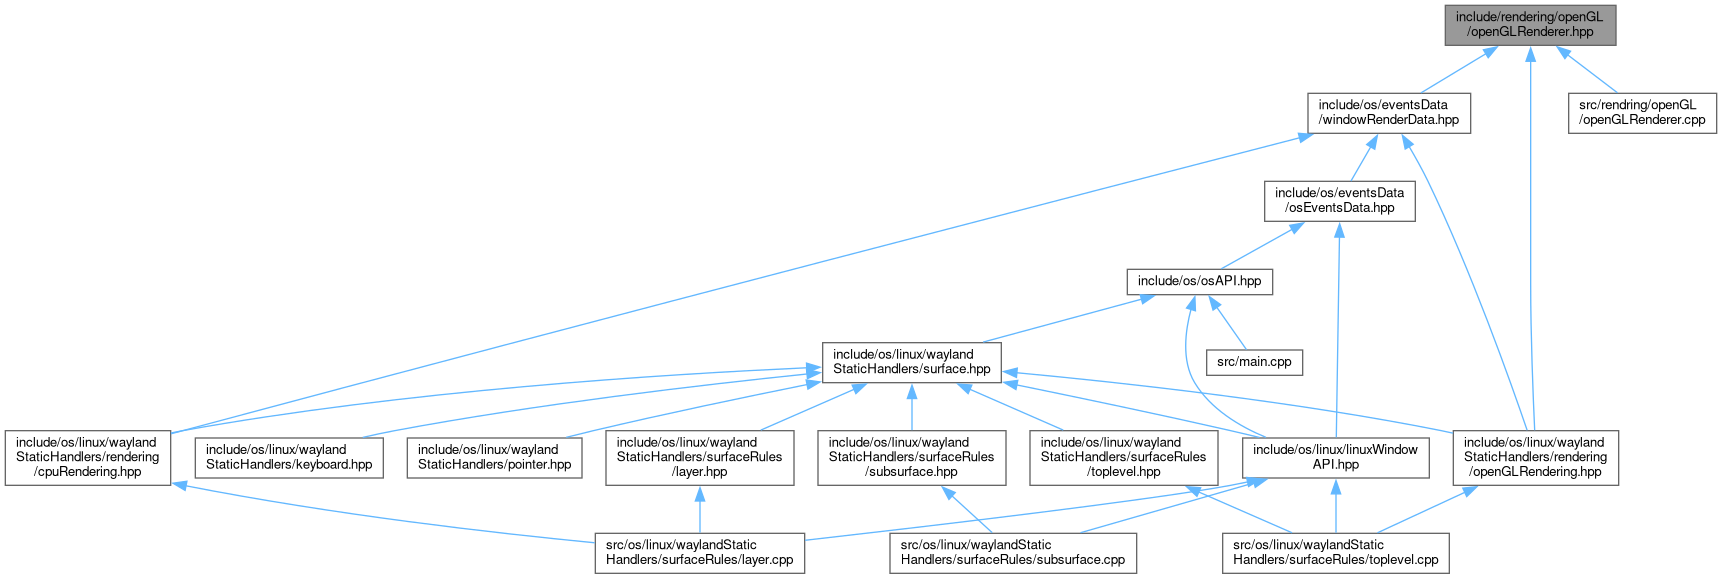 include/rendering/openGL
/openGLRenderer.hpp
include/os/eventsData
/windowRenderData.hpp
src/rendring/openGL
/openGLRenderer.cpp
include/os/eventsData
/osEventsData.hpp
include/os/osAPI.hpp
include/os/linux/wayland
StaticHandlers/surface.hpp
src/main.cpp
include/os/linux/wayland
StaticHandlers/rendering
/cpuRendering.hpp
include/os/linux/wayland
StaticHandlers/keyboard.hpp
include/os/linux/wayland
StaticHandlers/pointer.hpp
include/os/linux/wayland
StaticHandlers/surfaceRules
/layer.hpp
include/os/linux/wayland
StaticHandlers/surfaceRules
/subsurface.hpp
include/os/linux/wayland
StaticHandlers/surfaceRules
/toplevel.hpp
include/os/linux/linuxWindow
API.hpp
include/os/linux/wayland
StaticHandlers/rendering
/openGLRendering.hpp
src/os/linux/waylandStatic
Handlers/surfaceRules/layer.cpp
src/os/linux/waylandStatic
Handlers/surfaceRules/subsurface.cpp
src/os/linux/waylandStatic
Handlers/surfaceRules/toplevel.cpp